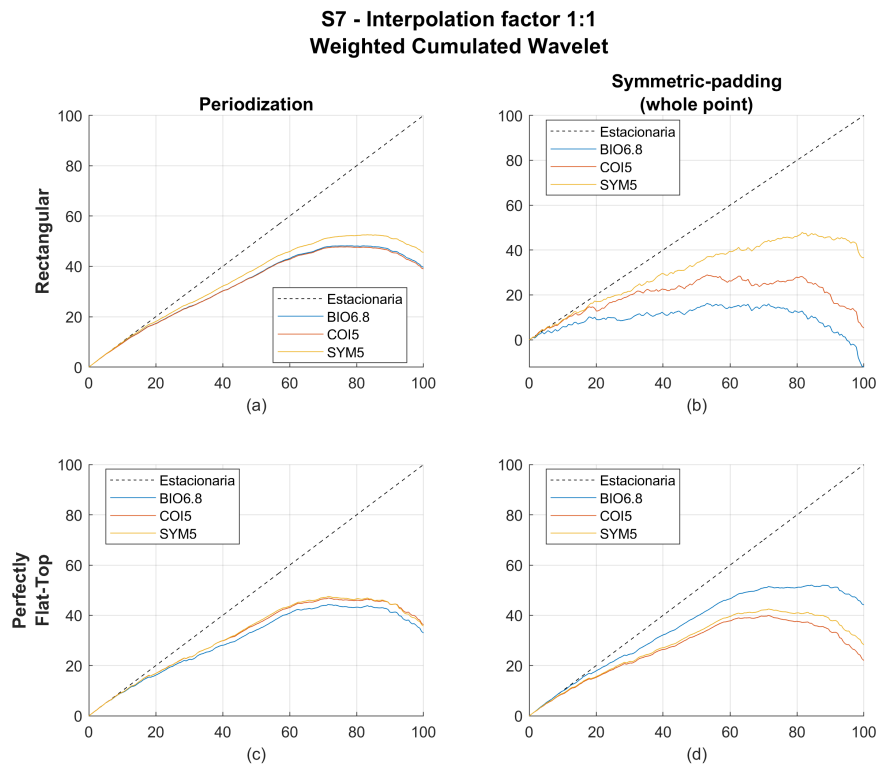 S7 - Interpolation factor 1:1
Weighted Cumulated Wavelet
Periodization
Symmetric-padding
(whole point)
Rectangular
100
80
60
40
20
0
0
20
40
60
80
100
(a)
Estacionaria
BIO6.8
COI5
SYM5
100
80
60
40
20
0
0
20
40
60
80
100
(b)
Estacionaria
BIO6.8
COI5
SYM5
Perfectly
Flat-Top
100
80
60
40
20
0
0
20
40
60
80
100
(c)
Estacionaria
BIO6.8
COI5
SYM5
100
80
60
40
20
0
0
20
40
60
80
100
(d)
Estacionaria
BIO6.8
COI5
SYM5